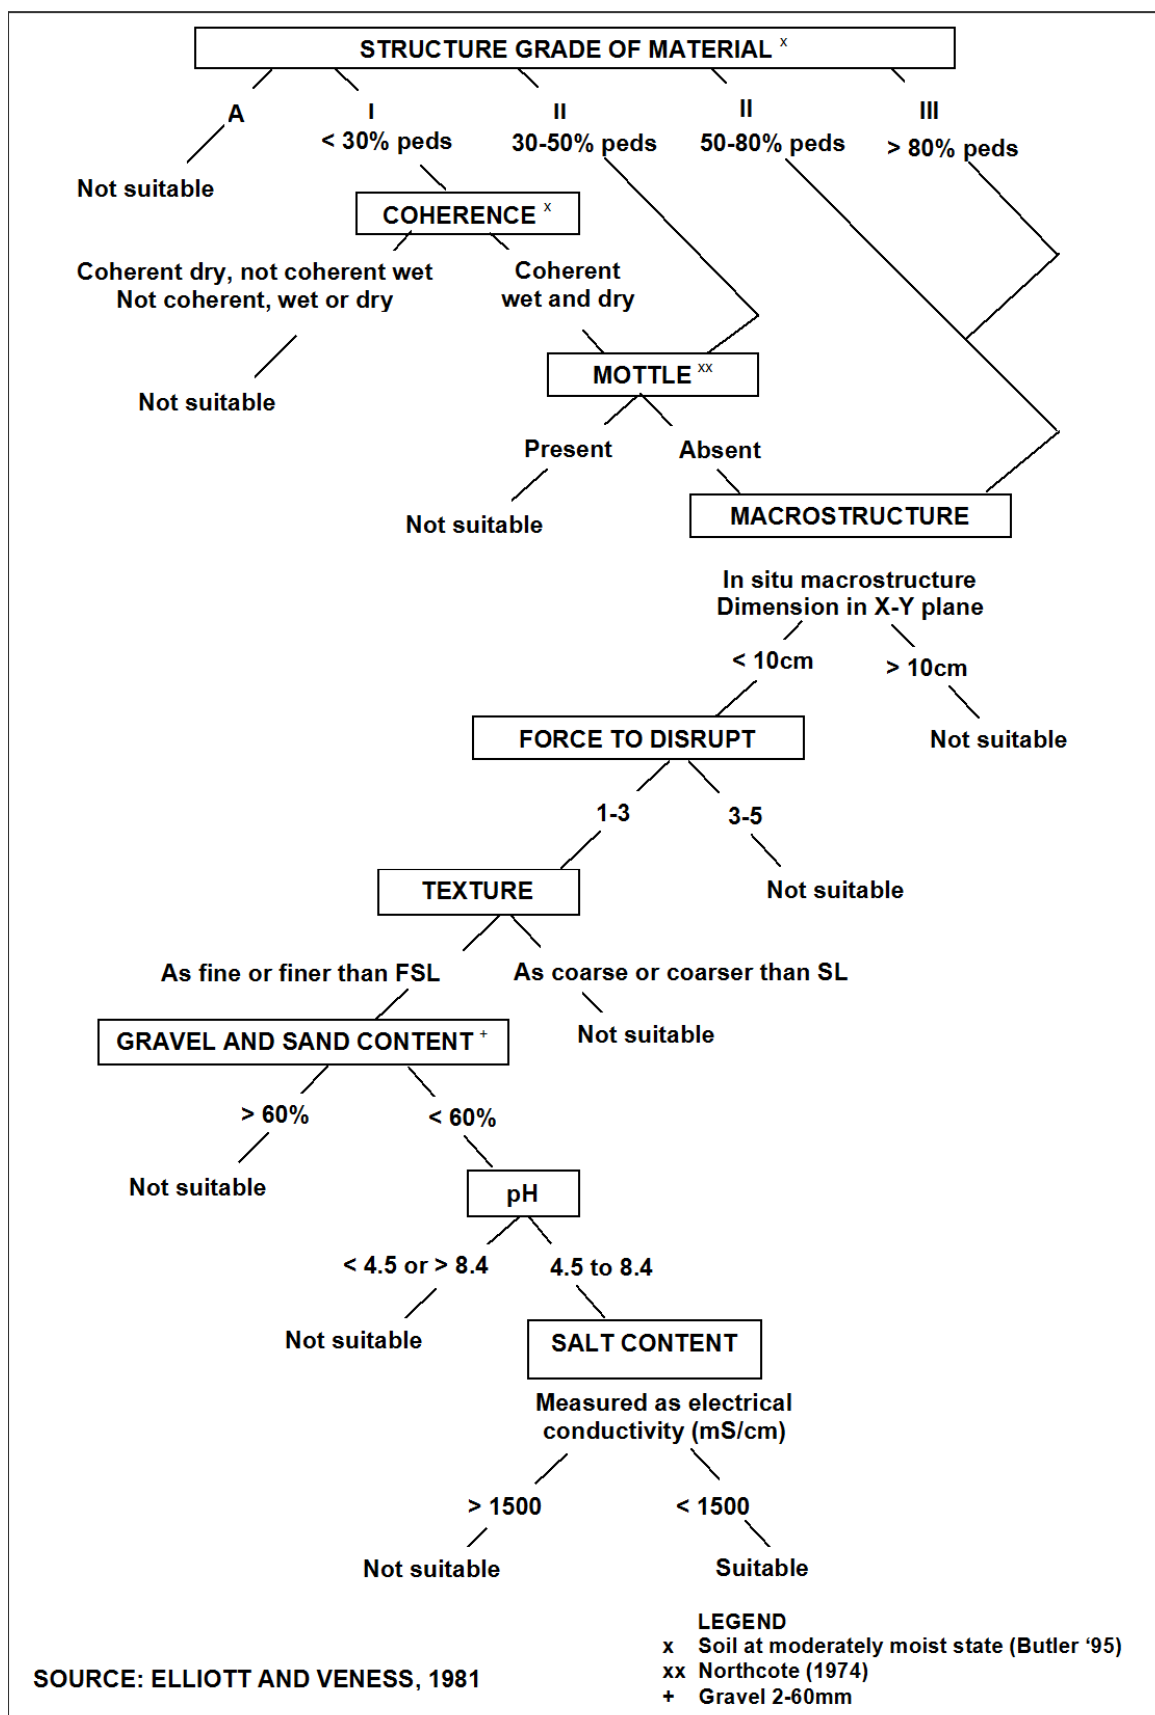 STRUCTURE GRADE OF MATERIAL x
A
I
II
II
III
< 30% peds
30-50% peds
50-80% peds
> 80% peds
Not suitable
COHERENCE x
Coherent dry, not coherent wet
Not coherent, wet or dry
Coherent
wet and dry
Not suitable
MOTTLE xx
Present
Absent
Not suitable
MACROSTRUCTURE
In situ macrostructure
Dimension in X-Y plane
< 10cm
> 10cm
FORCE TO DISRUPT
Not suitable
1-3
3-5
TEXTURE
Not suitable
As fine or finer than FSL
As coarse or coarser than SL
GRAVEL AND SAND CONTENT +
Not suitable
> 60%
< 60%
Not suitable
pH
< 4.5 or > 8.4
4.5 to 8.4
Not suitable
SALT CONTENT
Measured as electrical
conductivity (mS/cm)
> 1500
< 1500
Not suitable
Suitable
LEGEND
x Soil at moderately moist state (Butler ‘95)
xx Northcote (1974)
+ Gravel 2-60mm
SOURCE: ELLIOTT AND VENESS, 1981